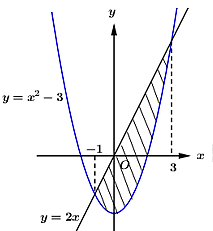 y
y = x² − 3
−1
x
O
3
y = 2x